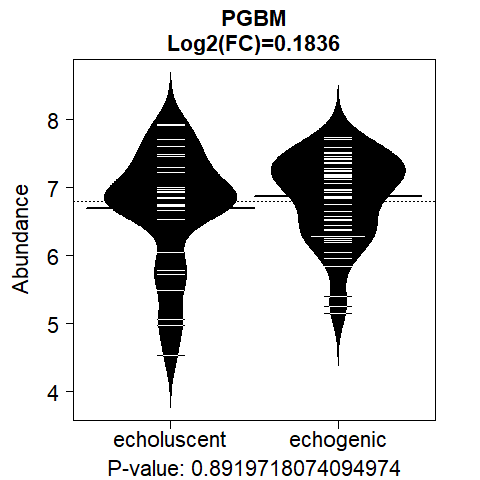 PGBM
Log2(FC)=0.1836
Abundance
8
7
6
5
4
echoluscent echogenic
P-value: 0.8919718074094974